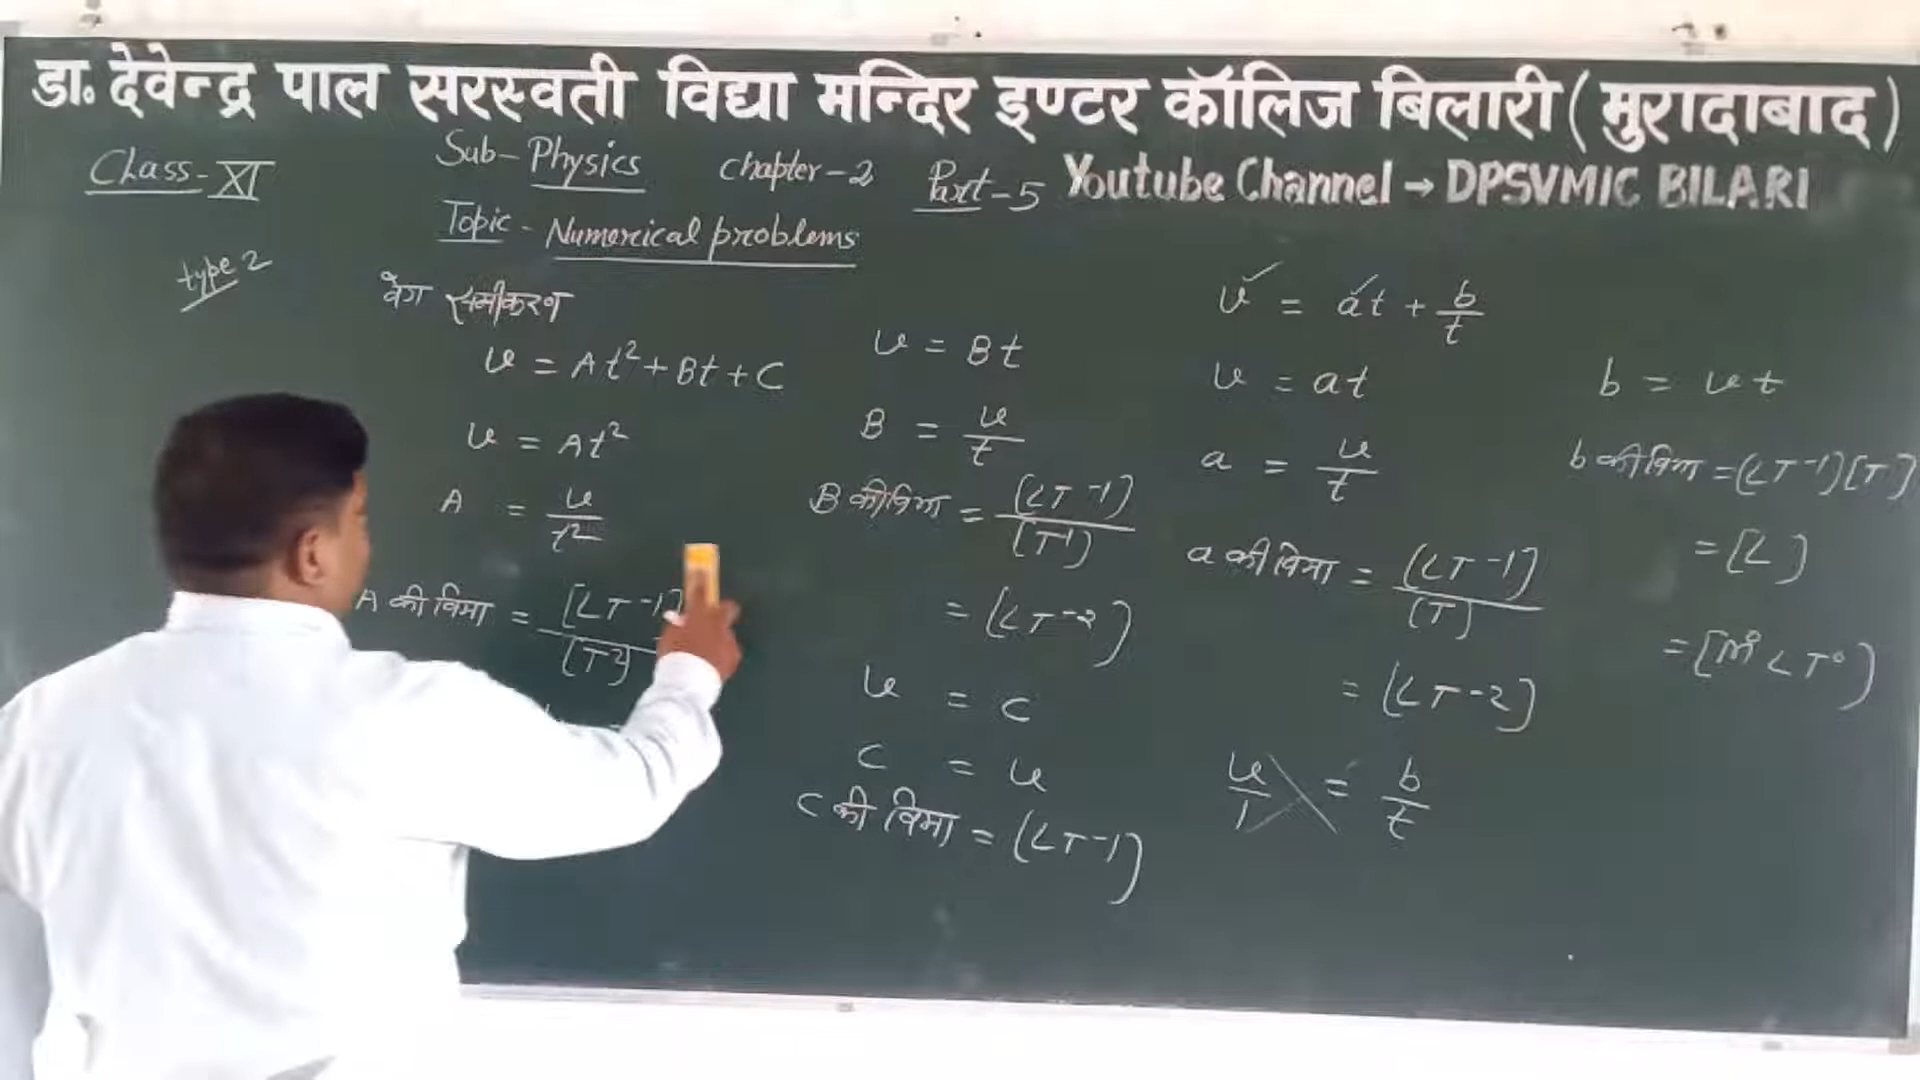 डा. देवेन्द्र पाल सरस्वती विद्या मन्दिर इण्टर कॉलिज बिलारी (मुरादाबाद)
Class-XI Sub-Physics chapter-2 Part-5 Youtube Channel → DPSVMIC BILARI
Topic - Numerical problems
type 2
वेग समीकरण
v = At² + Bt + C
v = At²
A = v/t²
A की विमा = [LT⁻¹]/[T²]
v = Bt
B = v/t
B की विमा = [LT⁻¹]/[T¹]
= [LT⁻²]
v = C
C = v
C की विमा = [LT⁻¹]
v = at + b/t
v = at
a = v/t
a की विमा = [LT⁻¹]/[T]
= [LT⁻²]
v/1 = b/t
b = vt
b की विमा = [LT⁻¹][T]
= [L]
= [M⁰LT⁰]